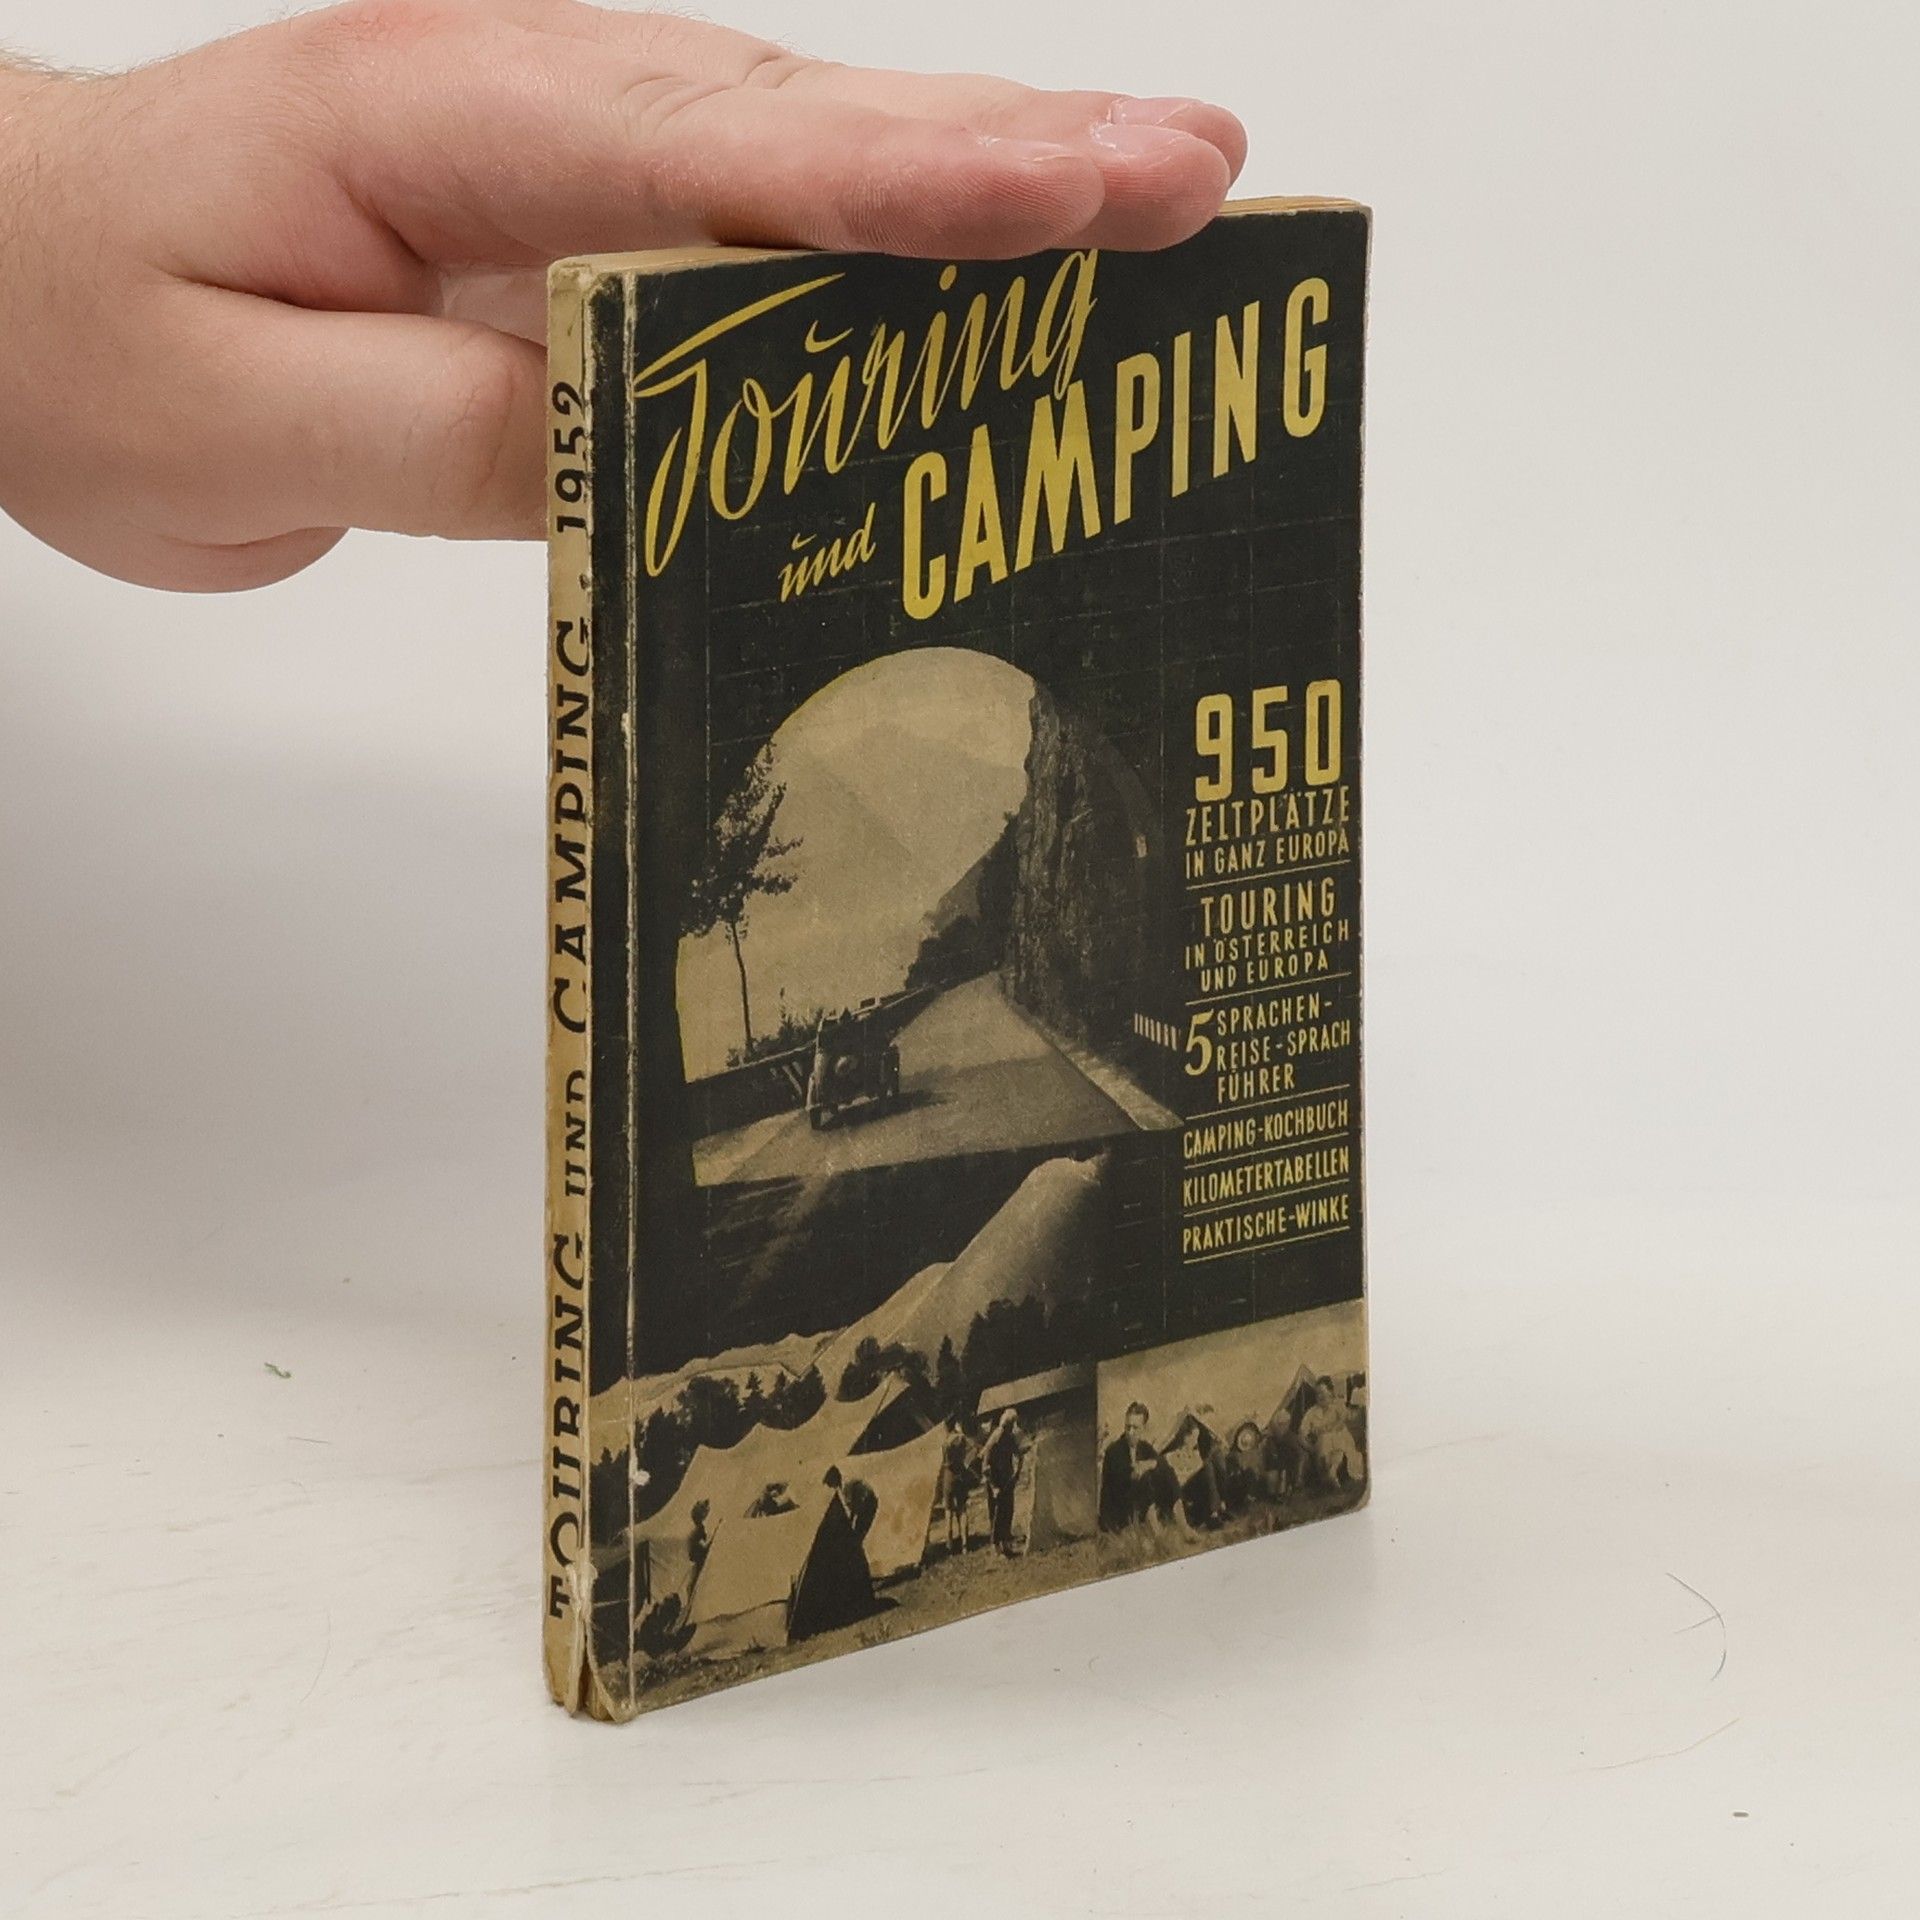 TOURING UND CAMPING . 1952
Touring
und CAMPING
950
ZELTPLÄTZE
IN GANZ EUROPA
TOURING
IN ÖSTERREICH
UND EUROPA
5 SPRACHEN-
REISE-SPRACH
FÜHRER
CAMPING-KOCHBUCH
KILOMETERTABELLEN
PRAKTISCHE-WINKE